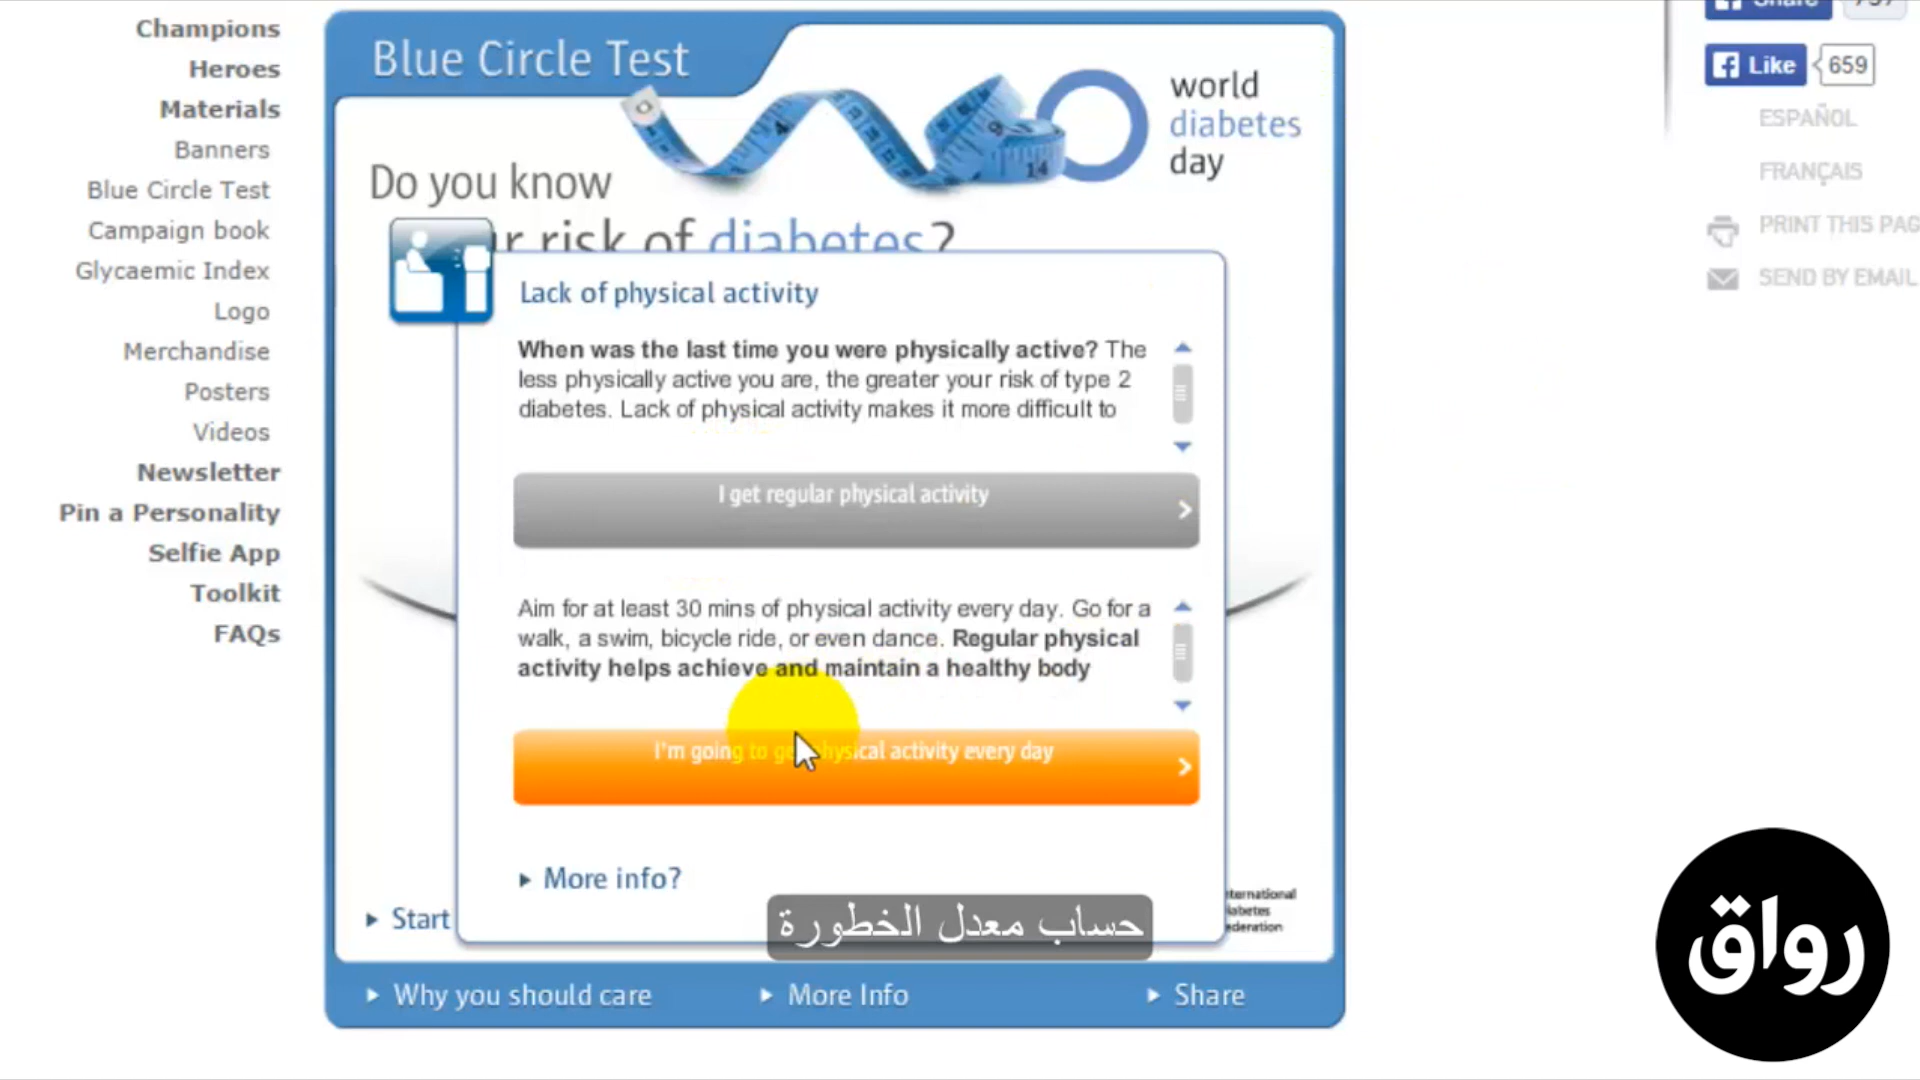 Champions
Heroes
Materials
Banners
Blue Circle Test
Campaign book
Glycaemic Index
Logo
Merchandise
Posters
Videos
Newsletter
Pin a Personality
Selfie App
Toolkit
FAQs
Blue Circle Test
world
diabetes
day
Do you know
risk of diabetes?
Lack of physical activity
When was the last time you were physically active? The
less physically active you are, the greater your risk of type 2
diabetes. Lack of physical activity makes it more difficult to
I get regular physical activity
Aim for at least 30 mins of physical activity every day. Go for a
walk, a swim, bicycle ride, or even dance. Regular physical
activity helps achieve and maintain a healthy body
I'm going to get physical activity every day
More info?
Start
حساب معدل الخطورة
Why you should care
More Info
Share
Share
Like 659
ESPAÑOL
FRANÇAIS
PRINT THIS PAG
SEND BY EMAIL
رواق